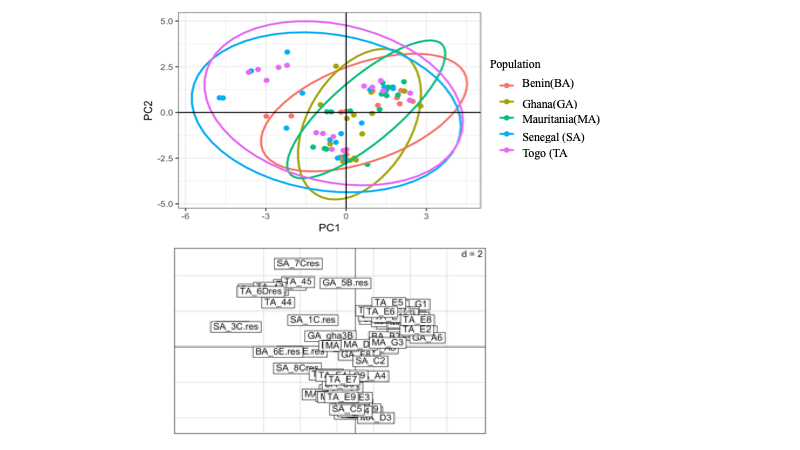 5.0
2.5
0.0
-2.5
-5.0
PC2
-6
-3
0
3
PC1
Population
Benin(BA)
Ghana(GA)
Mauritania(MA)
Senegal (SA)
Togo (TA
d = 2
SA_7Cres
TA_45
GA_5B.res
TA_6Dres
TA_44
TA_E5
G1
TA_E6
SA_1C.res
TA_E8
SA_3C.res
TA_E2
GA_gha3B
GA_A6
MA_G3
BA_6E.res
SA_C2
SA_8Cres
A4
TA_E7
TA_E9
E3
SA_C5
MA_D3